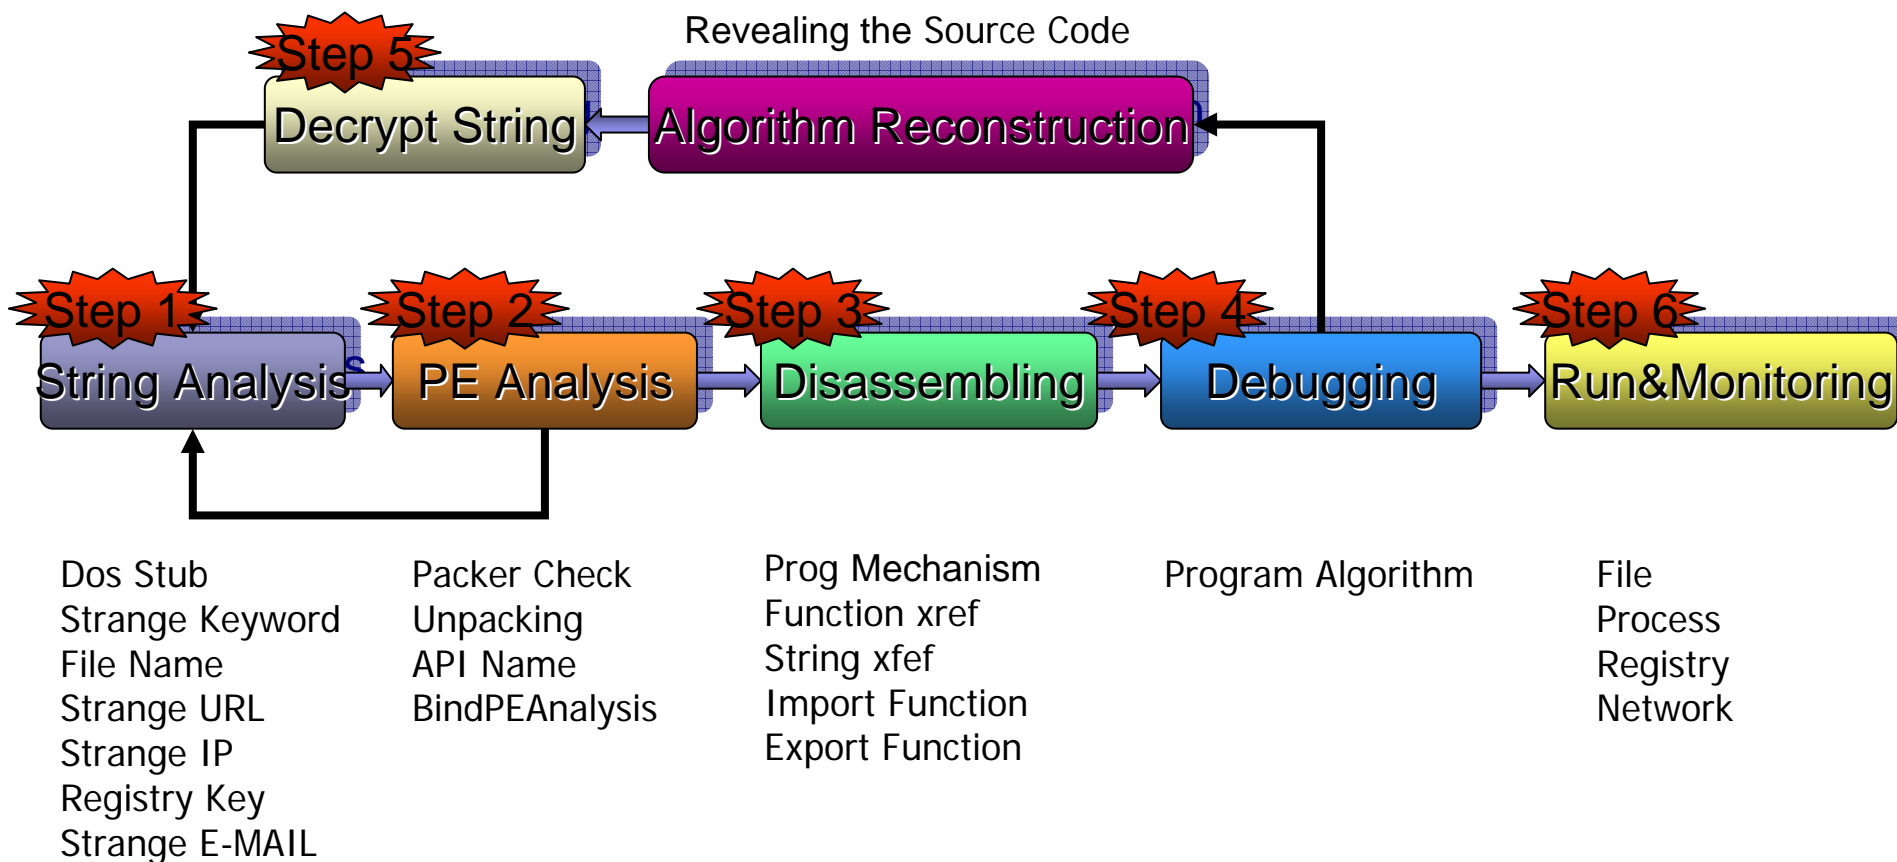 Revealing the Source Code
Step 5
Decrypt String
Algorithm Reconstruction
Step 1
String Analysis
Step 2
PE Analysis
Step 3
Disassembling
Step 4
Debugging
Step 6
Run&Monitoring
Dos Stub
Strange Keyword
File Name
Strange URL
Strange IP
Registry Key
Strange E-MAIL
Packer Check
Unpacking
API Name
BindPEAnalysis
Prog Mechanism
Function xref
String xfef
Import Function
Export Function
Program Algorithm
File
Process
Registry
Network